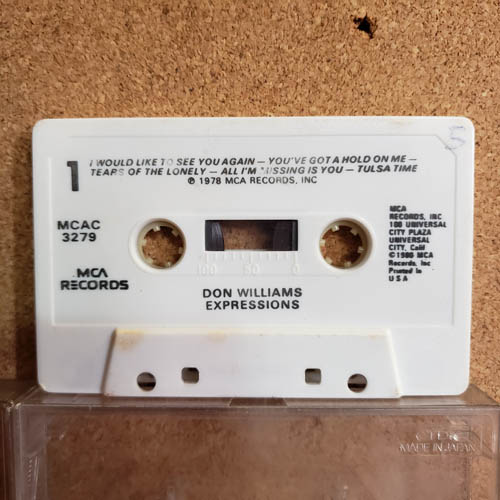 1
I WOULD LIKE TO SEE YOU AGAIN — YOU'VE GOT A HOLD ON ME —
TEARS OF THE LONELY — ALL I'M MISSING IS YOU — TULSA TIME
℗ 1978 MCA RECORDS, INC
5
MCAC
3279
MCA
RECORDS, INC
100 UNIVERSAL
CITY PLAZA
UNIVERSAL
CITY, Calif
©1980 MCA
Records, Inc
Printed in
U S A
MCA
RECORDS
100 50 0
DON WILLIAMS
EXPRESSIONS
MADE IN JAPAN